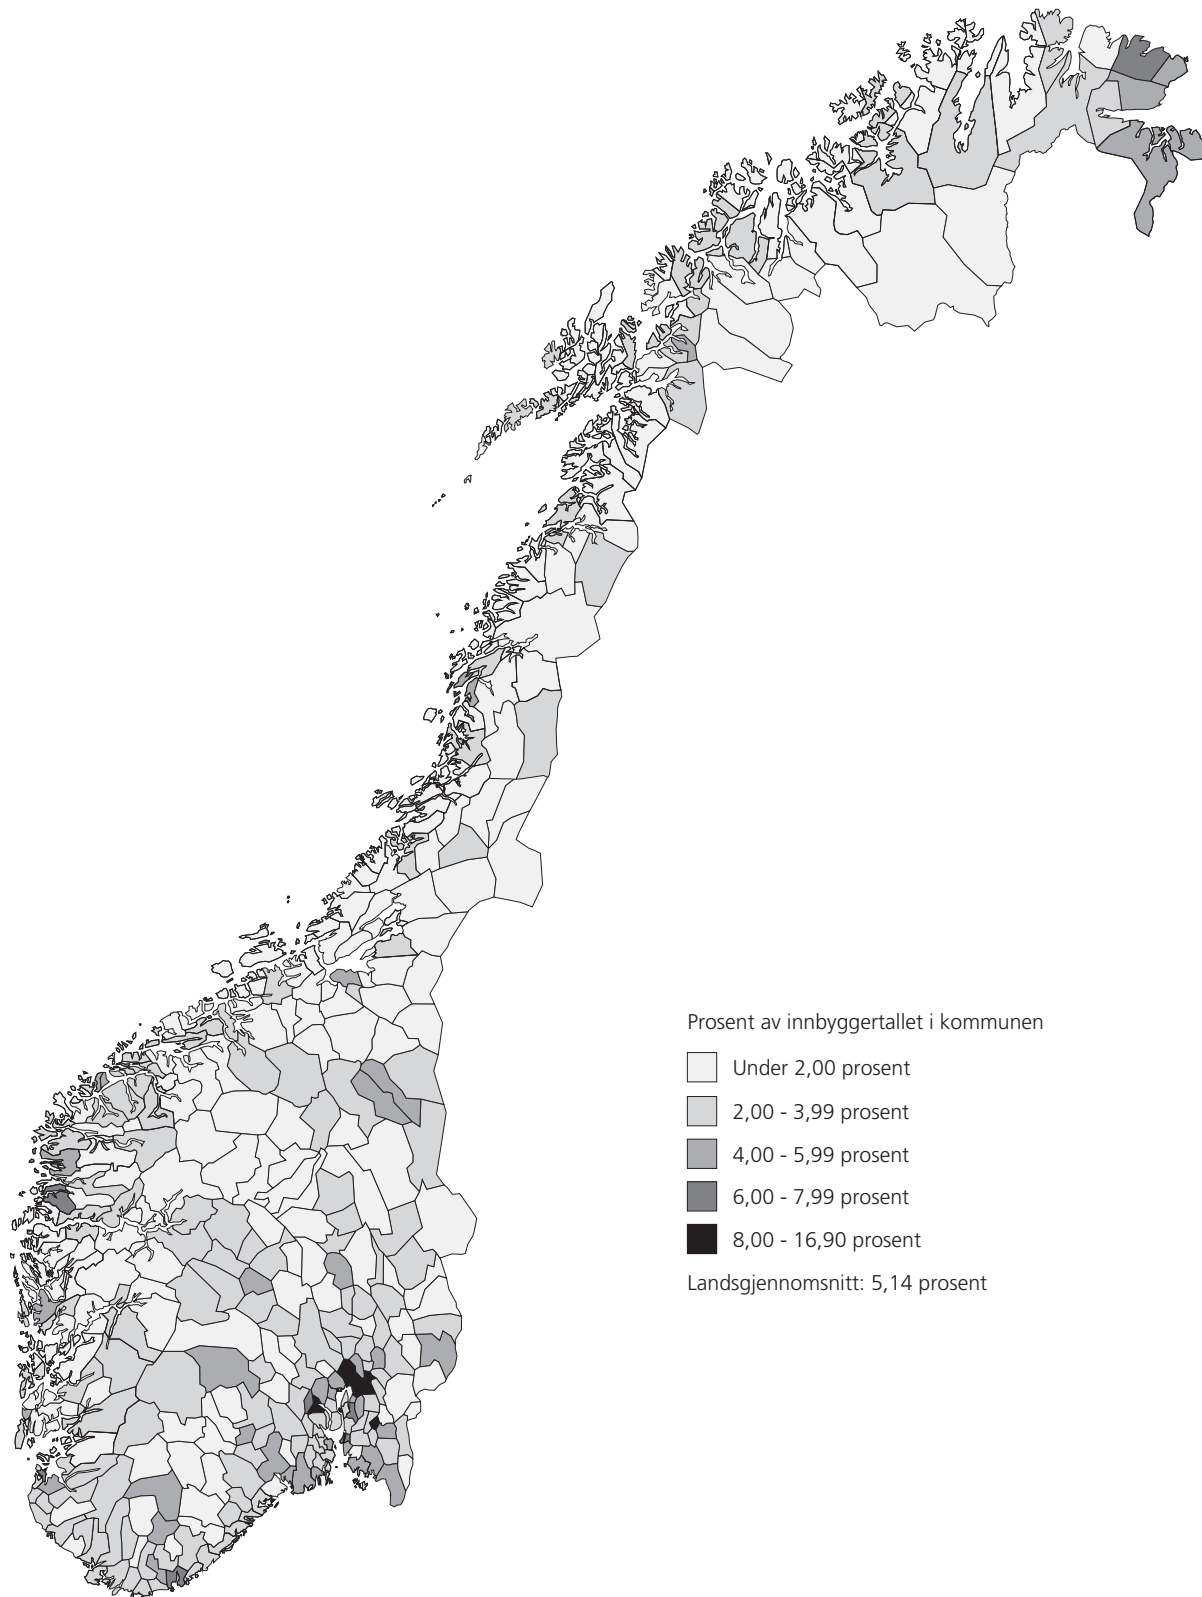 Prosent av innbyggertallet i kommunen
Under 2,00 prosent
2,00 - 3,99 prosent
4,00 - 5,99 prosent
6,00 - 7,99 prosent
8,00 - 16,90 prosent
Landsgjennomsnitt: 5,14 prosent